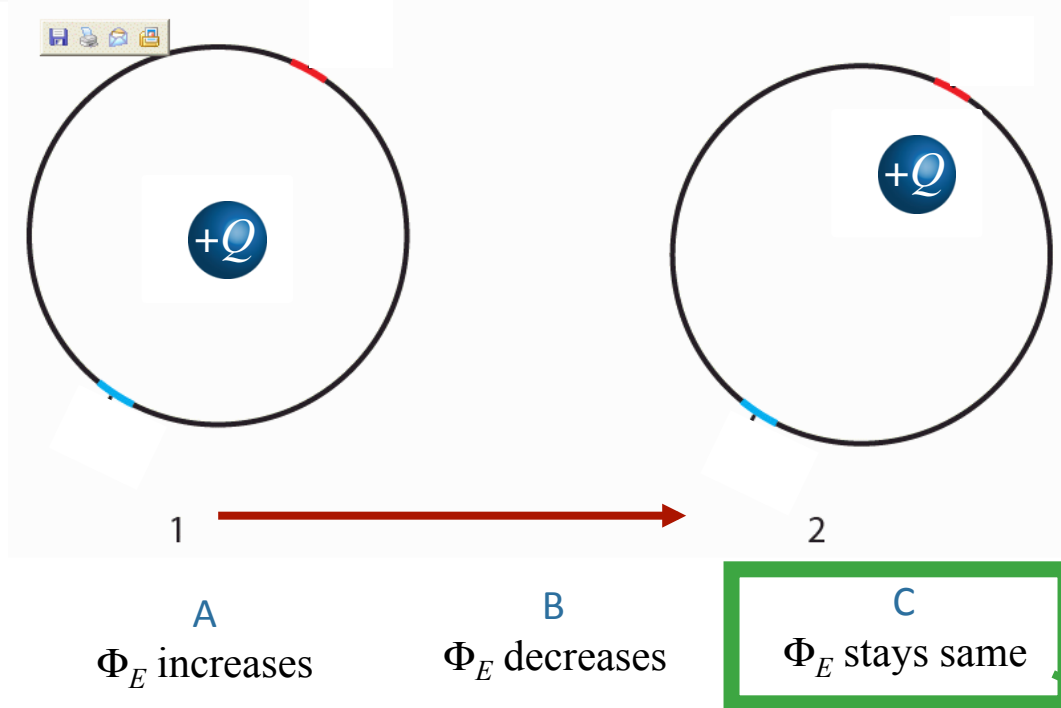 +Q
+Q
1
2
A
B
C
Φ_E increases
Φ_E decreases
Φ_E stays same